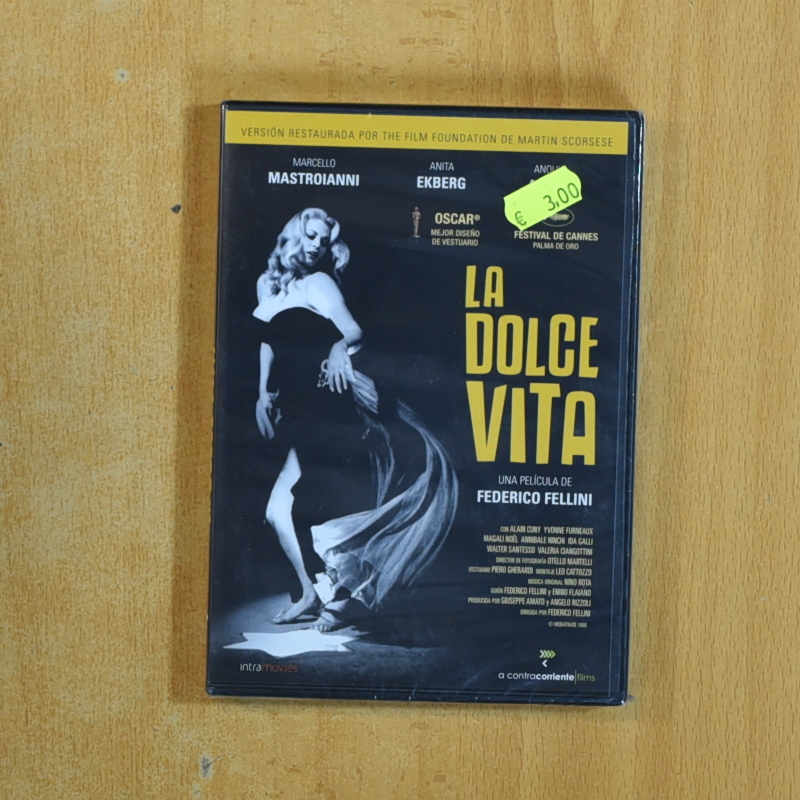 VERSIÓN RESTAURADA POR THE FILM FOUNDATION DE MARTIN SCORSESE
MARCELLO
MASTROIANNI
ANITA
EKBERG
€ 3,00
OSCAR®
MEJOR DISEÑO
DE VESTUARIO
FESTIVAL DE CANNES
PALMA DE ORO
LA
DOLCE
VITA
UNA PELÍCULA DE
FEDERICO FELLINI
CON ALAIN CUNY YVONNE FURNEAUX
MAGALI NOËL ANNIBALE NINCHI IDA GALLI
WALTER SANTESSO VALERIA CIANGOTTINI
DIRECTOR DE FOTOGRAFÍA OTELLO MARTELLI
VESTUARIO PIERO GHERARDI MONTAJE LEO CATTOZZO
MÚSICA ORIGINAL NINO ROTA
GUIÓN FEDERICO FELLINI y ENNIO FLAIANO
PRODUCIDA POR GIUSEPPE AMATO y ANGELO RIZZOLI
DIRIGIDA POR FEDERICO FELLINI
intramovies
a contracorriente films